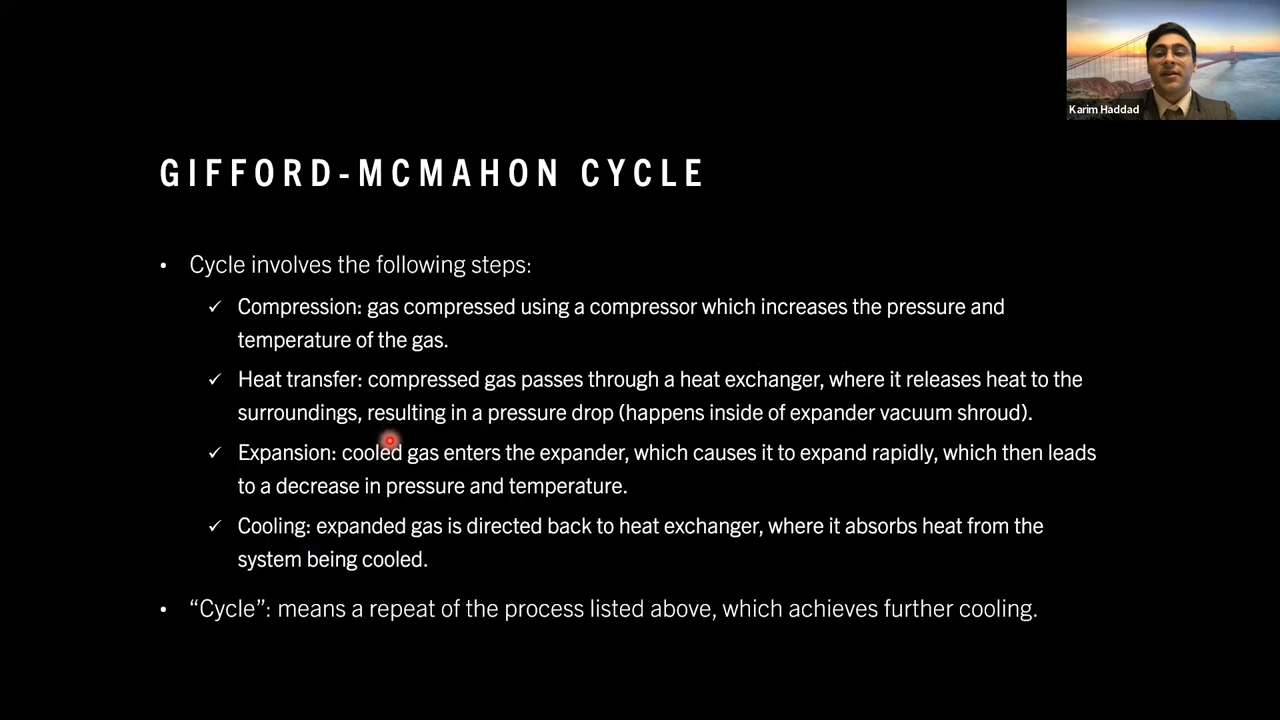 Karim Haddad
GIFFORD-MCMAHON CYCLE
• Cycle involves the following steps:
✓ Compression: gas compressed using a compressor which increases the pressure and
temperature of the gas.
✓ Heat transfer: compressed gas passes through a heat exchanger, where it releases heat to the
surroundings, resulting in a pressure drop (happens inside of expander vacuum shroud).
✓ Expansion: cooled gas enters the expander, which causes it to expand rapidly, which then leads
to a decrease in pressure and temperature.
✓ Cooling: expanded gas is directed back to heat exchanger, where it absorbs heat from the
system being cooled.
• “Cycle”: means a repeat of the process listed above, which achieves further cooling.